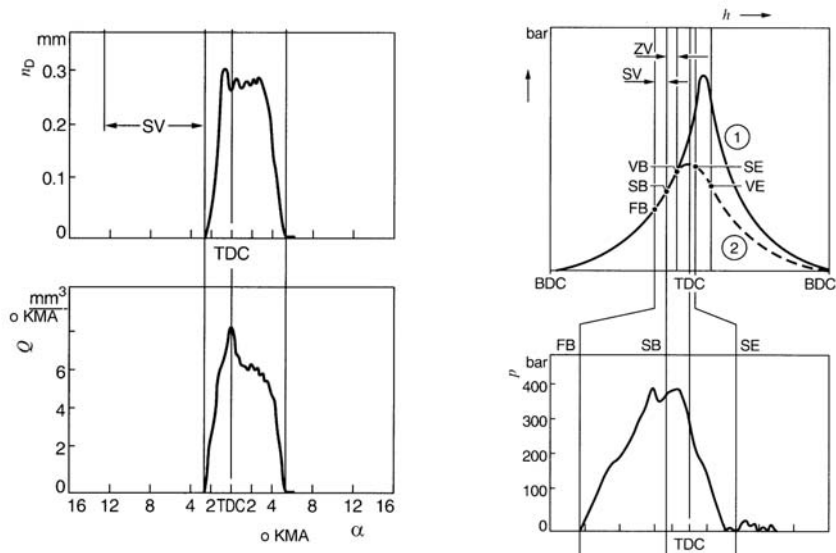 mm
n_D
0.3
0.2
0.1
0
SV
TDC
mm³
o KMA
Q
6
4
2
0
16 12 8 4 2TDC2 4 8 12 16
o KMA α
h
bar
ZV
SV
1
VB SE
SB VE
FB
2
BDC TDC BDC
FB SB SE
bar
p
400
300
200
100
0
TDC